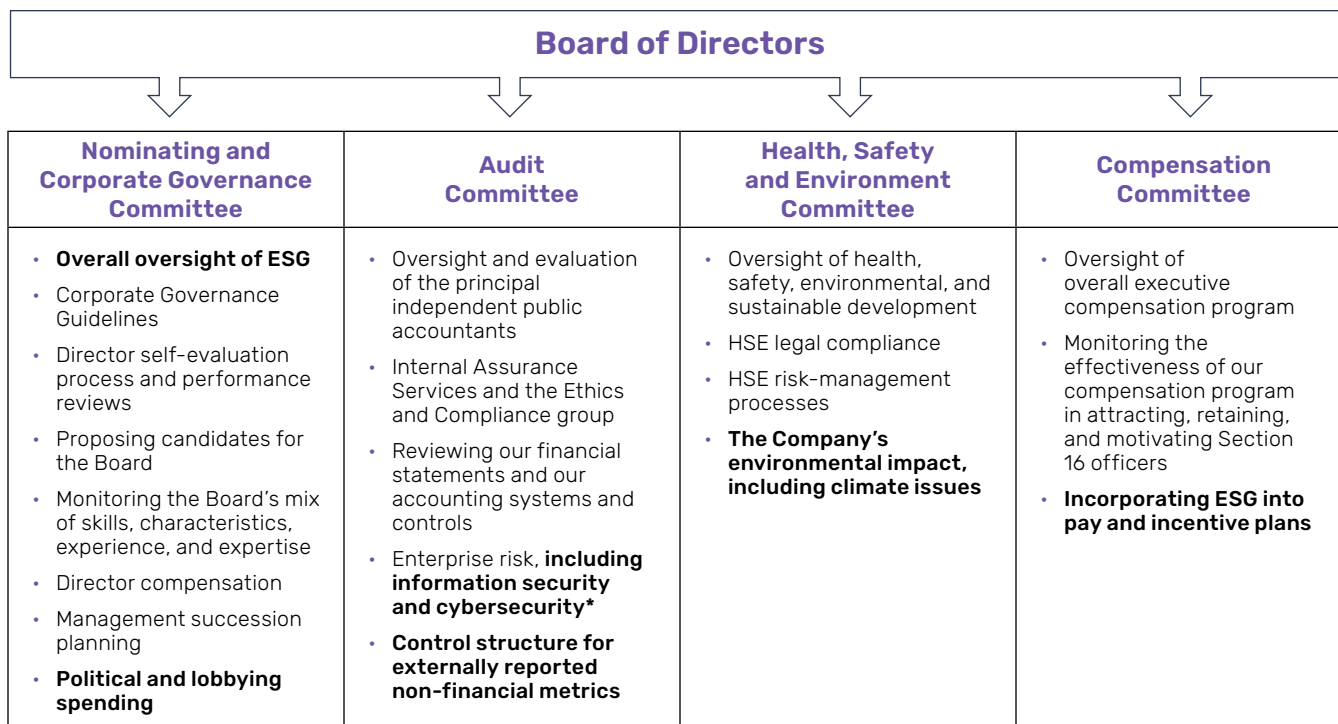 Board of Directors
Nominating and
Corporate Governance
Committee
• Overall oversight of ESG
• Corporate Governance
Guidelines
• Director self-evaluation
process and performance
reviews
• Proposing candidates for
the Board
• Monitoring the Board’s mix
of skills, characteristics,
experience, and expertise
• Director compensation
• Management succession
planning
• Political and lobbying
spending
Audit
Committee
• Oversight and evaluation
of the principal
independent public
accountants
• Internal Assurance
Services and the Ethics
and Compliance group
• Reviewing our financial
statements and our
accounting systems and
controls
• Enterprise risk, including
information security
and cybersecurity*
• Control structure for
externally reported
non-financial metrics
Health, Safety
and Environment
Committee
• Oversight of health,
safety, environmental, and
sustainable development
• HSE legal compliance
• HSE risk-management
processes
• The Company’s
environmental impact,
including climate issues
Compensation
Committee
• Oversight of
overall executive
compensation program
• Monitoring the
effectiveness of our
compensation program
in attracting, retaining,
and motivating Section
16 officers
• Incorporating ESG into
pay and incentive plans